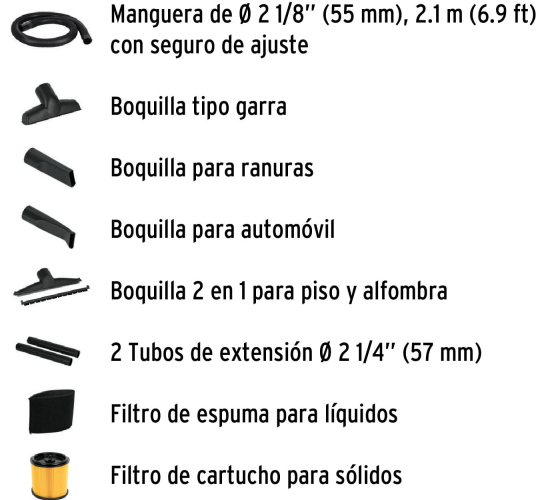 Manguera de Ø 2 1/8’’ (55 mm), 2.1 m (6.9 ft)
con seguro de ajuste
Boquilla tipo garra
Boquilla para ranuras
Boquilla para automóvil
Boquilla 2 en 1 para piso y alfombra
2 Tubos de extensión Ø 2 1/4’’ (57 mm)
Filtro de espuma para líquidos
Filtro de cartucho para sólidos